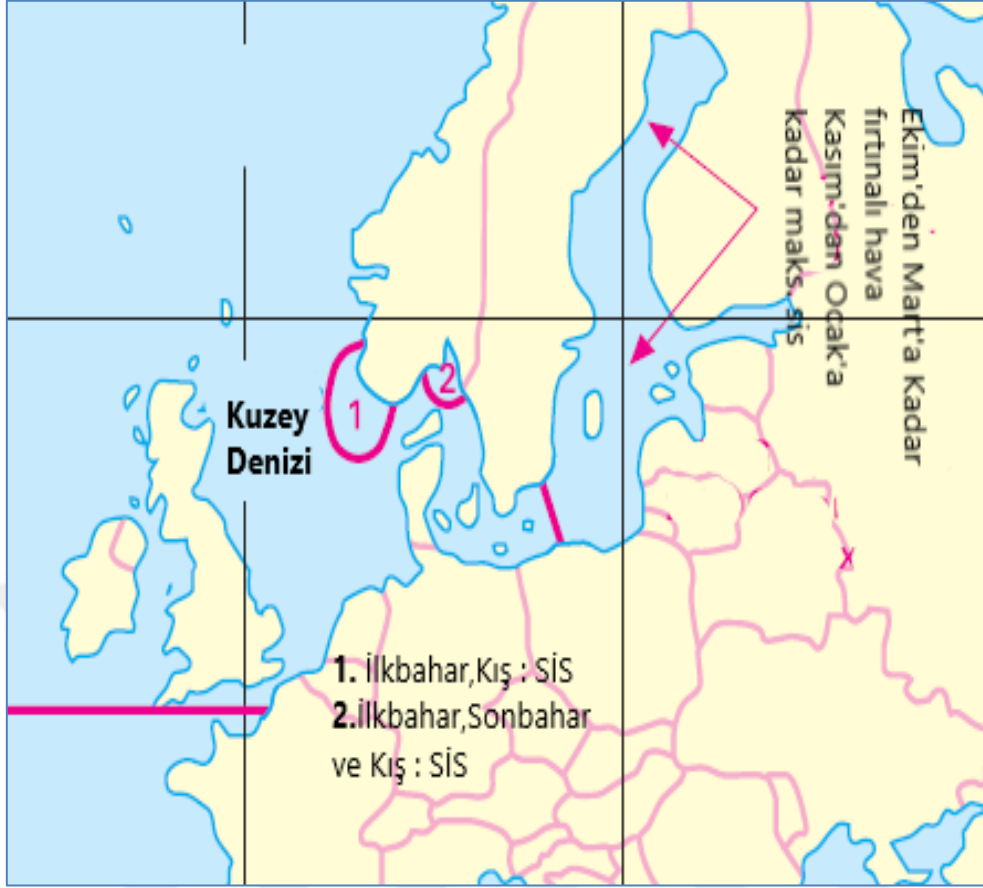 Ekim'den Mart'a Kadar
fırtınalı hava
Kasım'dan Ocak'a
kadar maks. sis
Kuzey
Denizi
1
2
1. İlkbahar,Kış : SİS
2.İlkbahar,Sonbahar
ve Kış : SİS
x